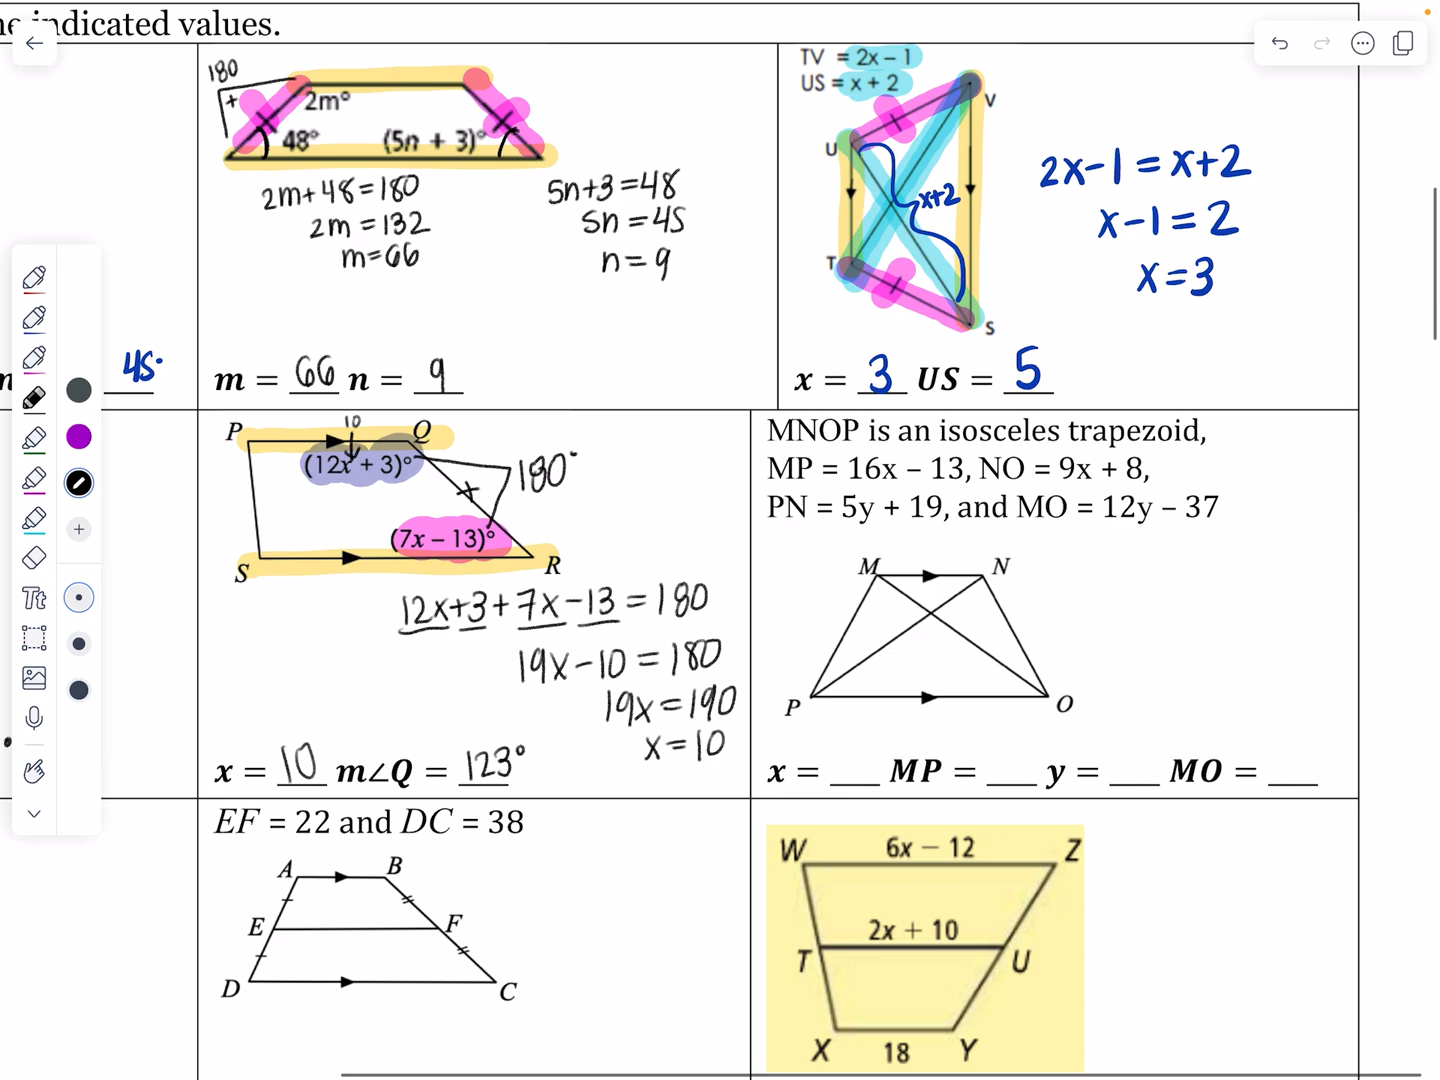 he indicated values.
180
+
2m°
48°
(5n + 3)°
2m+48=180
2m=132
m=66
5n+3=48
5n=45
n=9
m = 66 n = 9
TV = 2x – 1
US = x + 2
V
U
x+2
T
S
2x-1=x+2
x-1=2
x=3
x = 3 US = 5
45°
P
10
Q
(12x + 3)°
180°
+
(7x – 13)°
S
R
12x+3+7x-13=180
19x-10=180
19x=190
x=10
x = 10 m∠Q = 123°
MNOP is an isosceles trapezoid,
MP = 16x – 13, NO = 9x + 8,
PN = 5y + 19, and MO = 12y – 37
M
N
P
O
x = ___ MP = ___ y = ___ MO = ___
EF = 22 and DC = 38
A
B
E
F
D
C
W
6x – 12
Z
2x + 10
T
U
X
18
Y
Tt